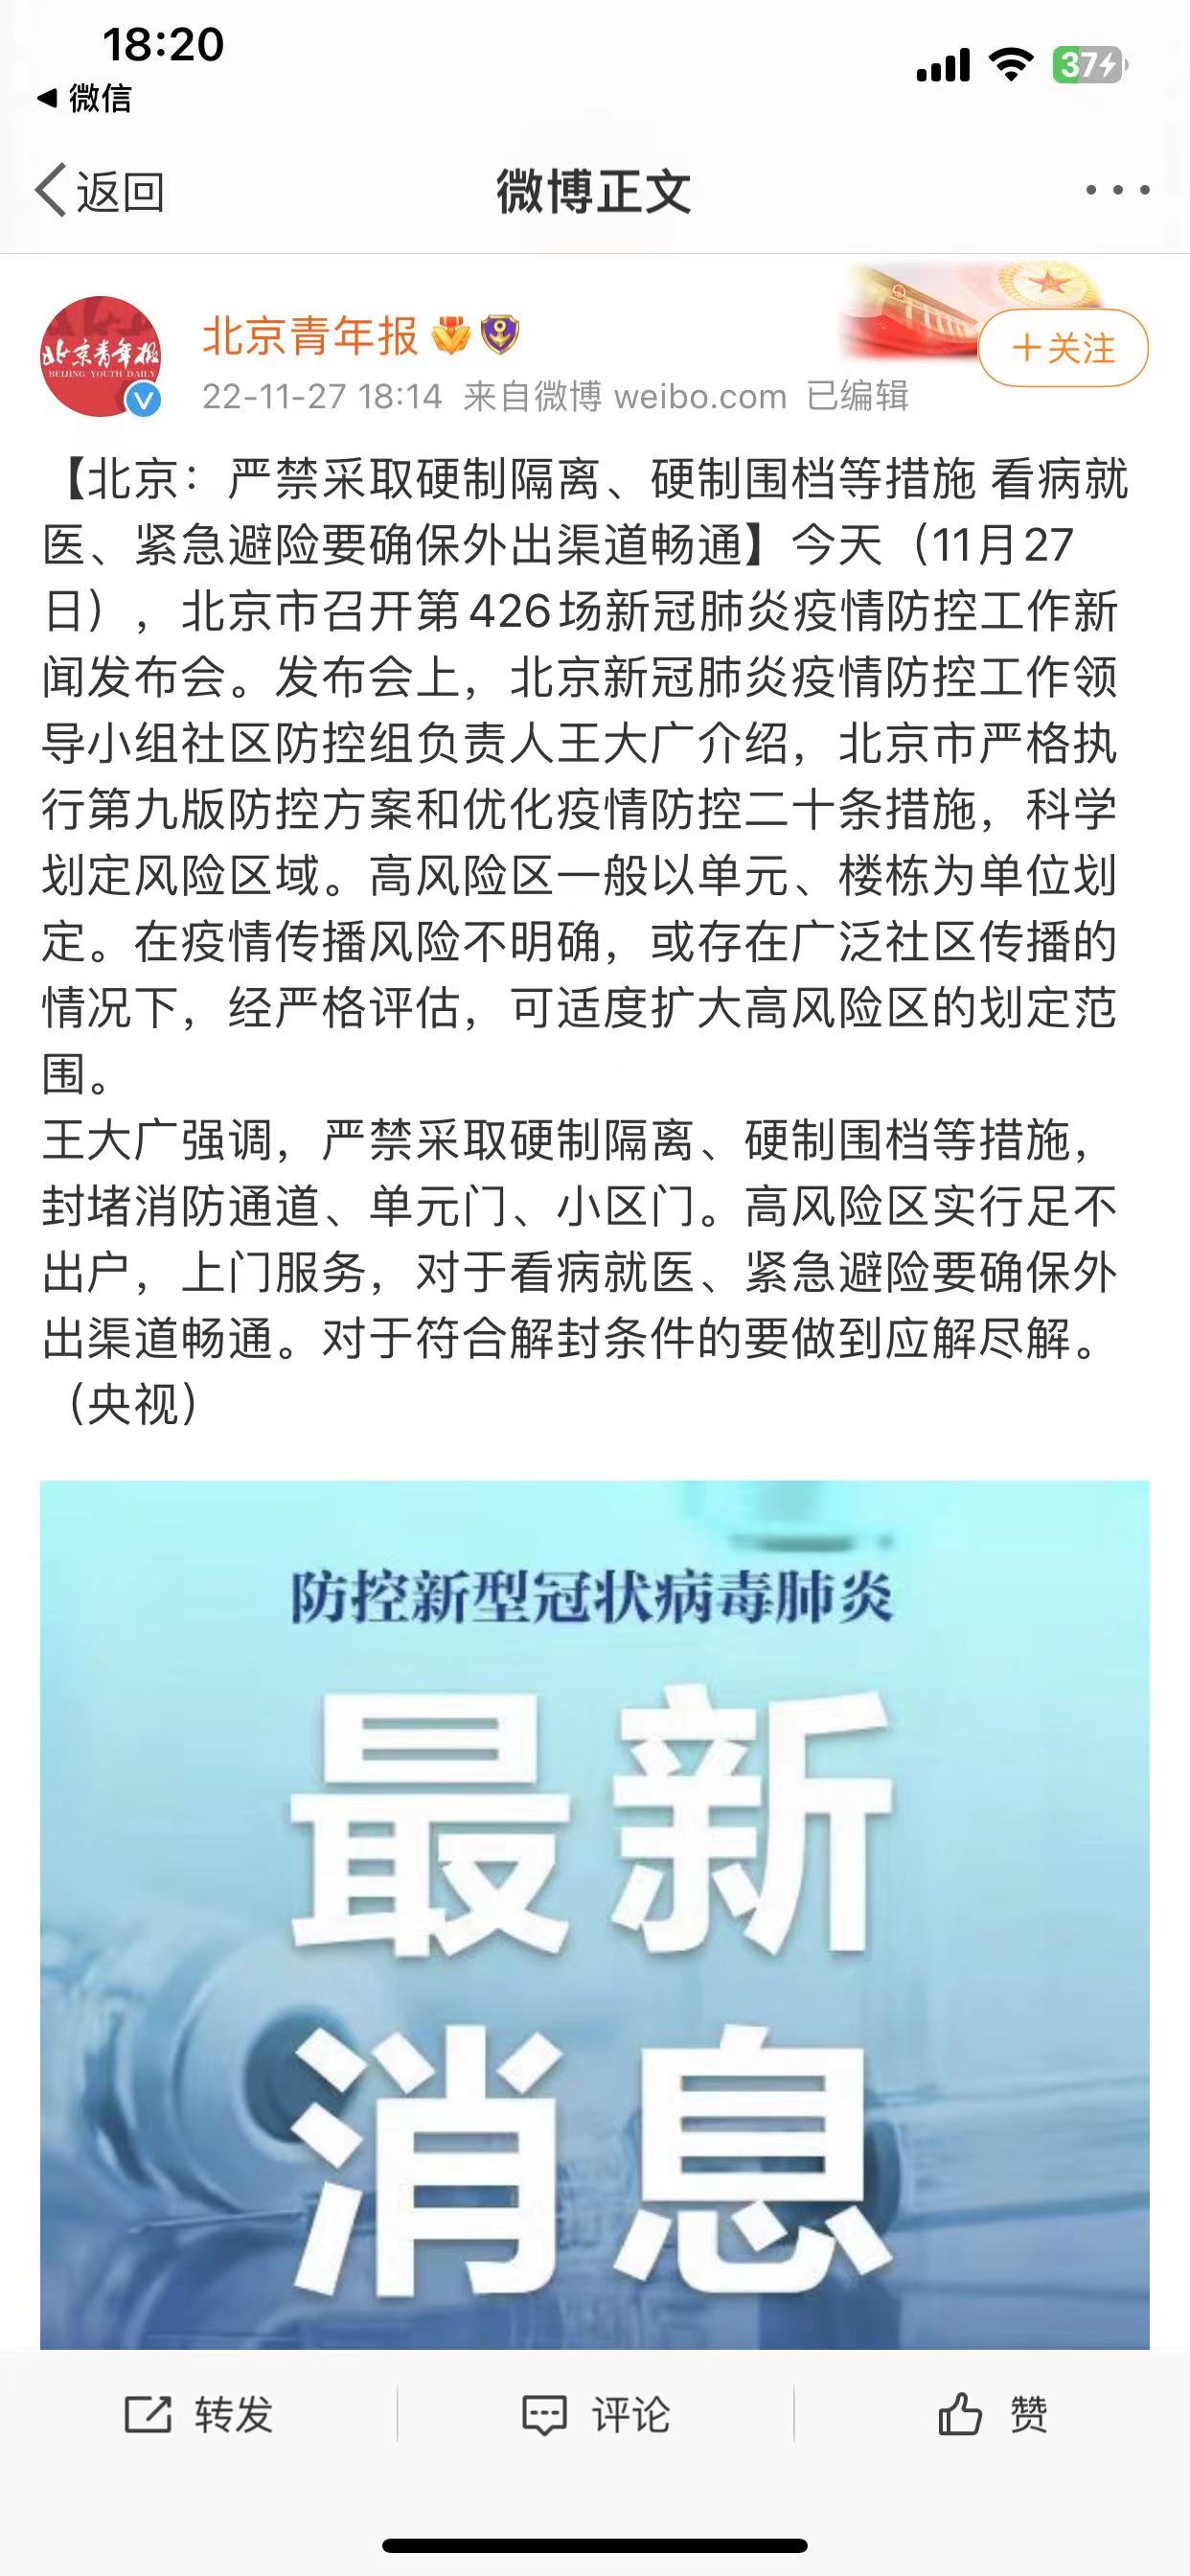 18:20
37
微信
返回
微博正文
北京青年报
BEIJING YOUTH DAILY
北京青年报
+关注
22-11-27 18:14 来自微博 weibo.com 已编辑
【北京：严禁采取硬制隔离、硬制围档等措施 看病就
医、紧急避险要确保外出渠道畅通】今天（11月27
日），北京市召开第426场新冠肺炎疫情防控工作新
闻发布会。发布会上，北京新冠肺炎疫情防控工作领
导小组社区防控组负责人王大广介绍，北京市严格执
行第九版防控方案和优化疫情防控二十条措施，科学
划定风险区域。高风险区一般以单元、楼栋为单位划
定。在疫情传播风险不明确，或存在广泛社区传播的
情况下，经严格评估，可适度扩大高风险区的划定范
围。
王大广强调，严禁采取硬制隔离、硬制围档等措施，
封堵消防通道、单元门、小区门。高风险区实行足不
出户，上门服务，对于看病就医、紧急避险要确保外
出渠道畅通。对于符合解封条件的要做到应解尽解。
（央视）
防控新型冠状病毒肺炎
最新
消息
转发
评论
赞